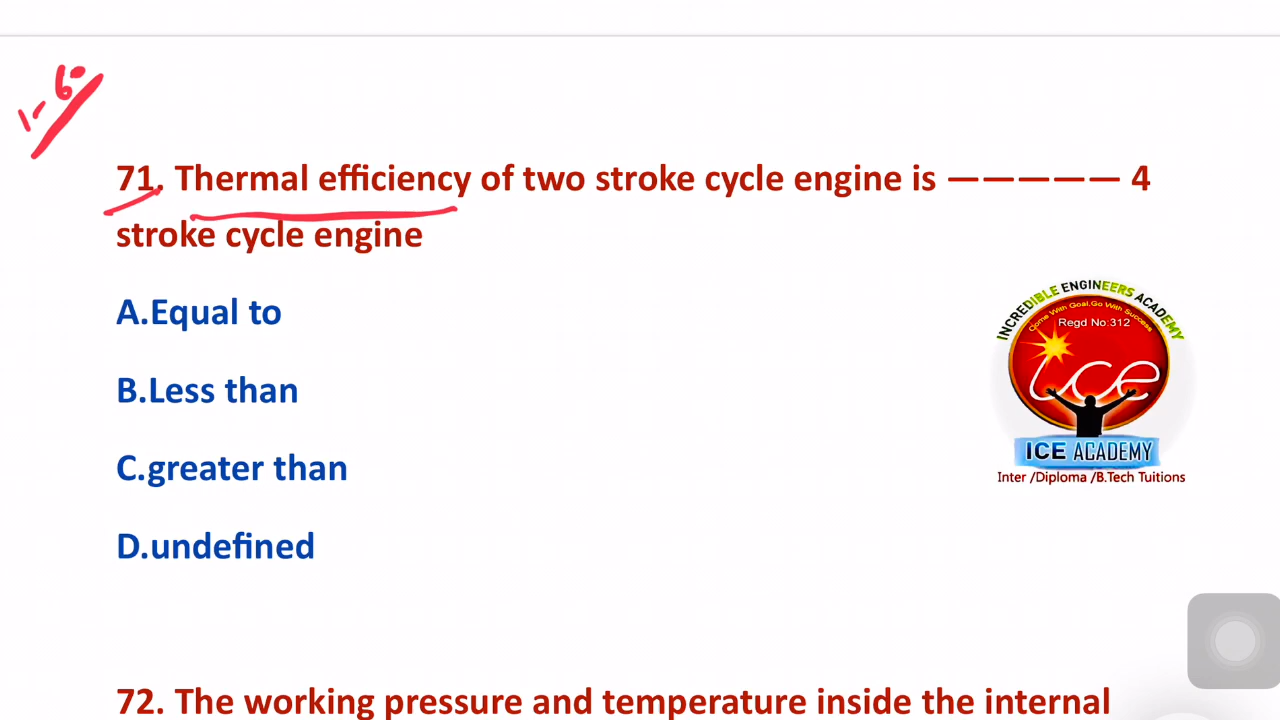 1-6.
71. Thermal efficiency of two stroke cycle engine is ————— 4
stroke cycle engine
A.Equal to
B.Less than
C.greater than
D.undefined
INCREDIBLE ENGINEERS ACADEMY
Come With Goal,Go With Success
Regd No:312
ice
ICE ACADEMY
Inter /Diploma /B.Tech Tuitions
72. The working pressure and temperature inside the internal